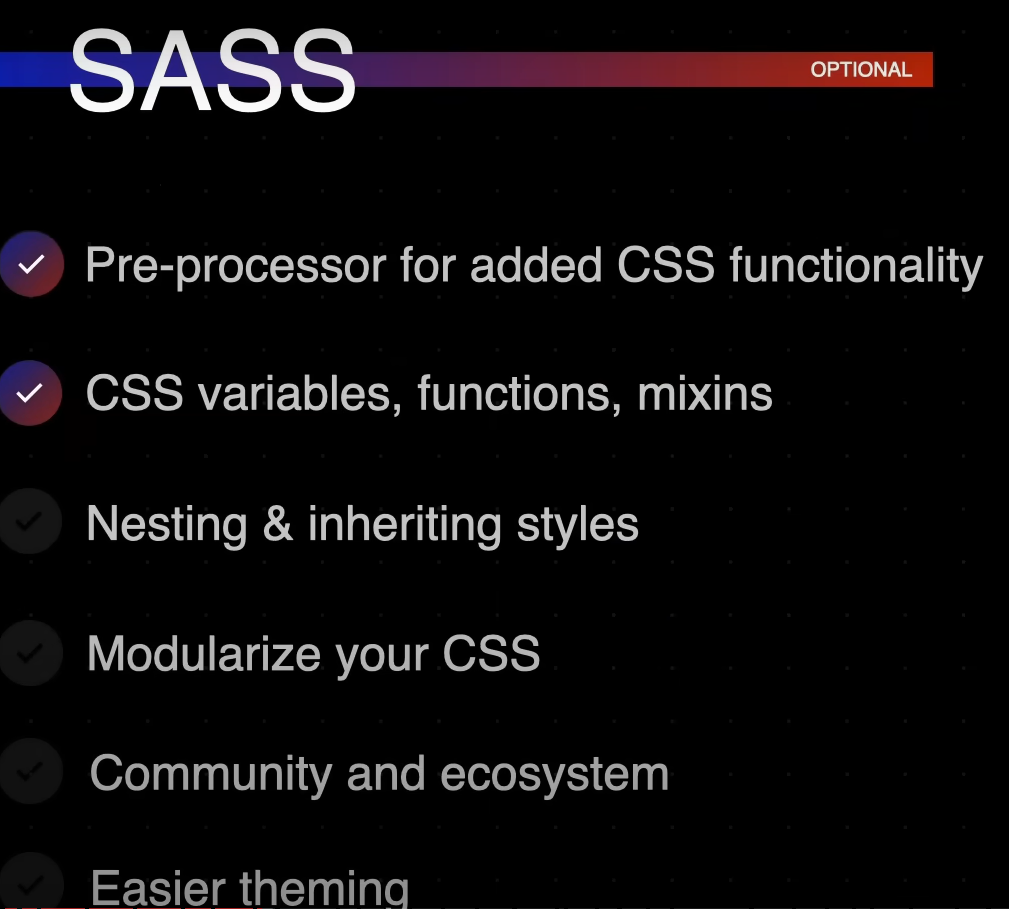 SASS
OPTIONAL
Pre-processor for added CSS functionality
CSS variables, functions, mixins
Nesting & inheriting styles
Modularize your CSS
Community and ecosystem
Easier theming